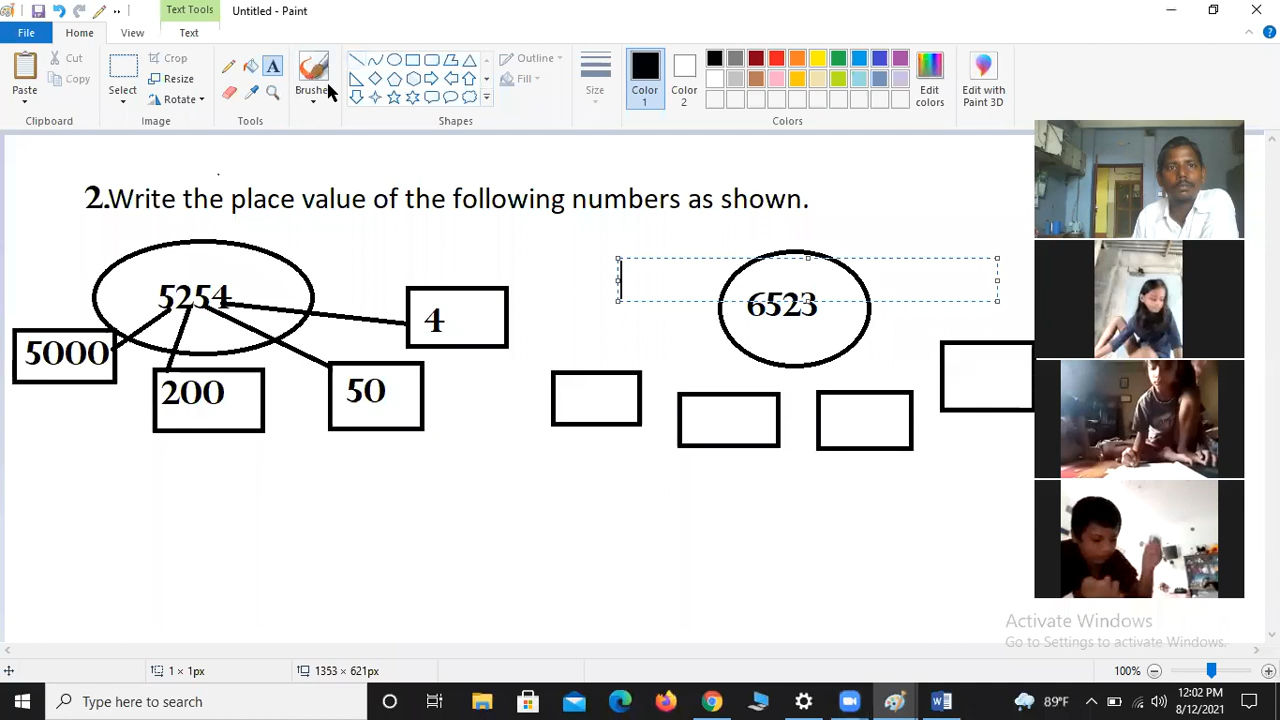 Text Tools
Untitled - Paint
File
Home
View
Text
Paste
Cut
Copy
Clipboard
Select
Crop
Resize
Rotate
Image
Tools
Brushe
Shapes
Outline
Fill
Size
Color 1
Color 2
Edit colors
Colors
Edit with Paint 3D
2.Write the place value of the following numbers as shown.
5254
6523
4
5000
200
50
Activate Windows
Go to Settings to activate Windows.
1 × 1px
1353 × 621px
100%
Type here to search
89°F
12:02 PM
8/12/2021